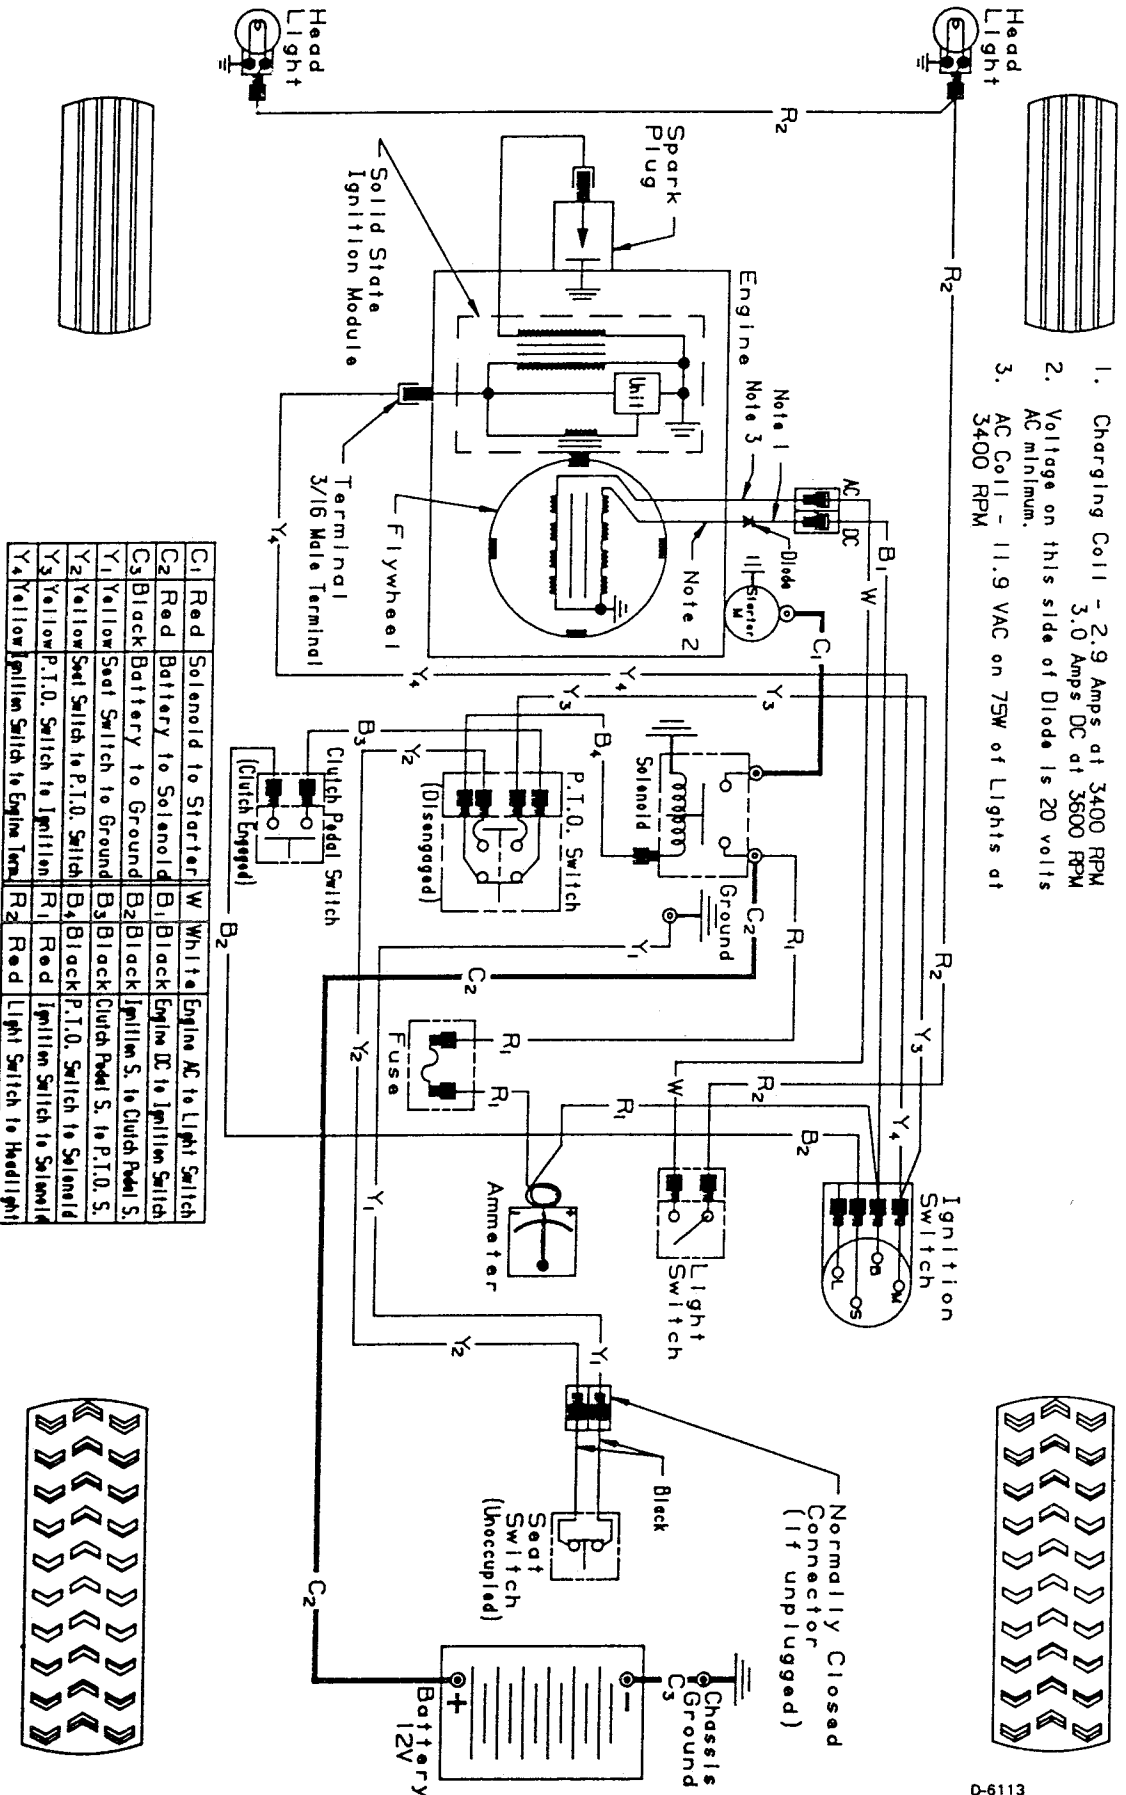 Head
Light
Head
Light
1. Charging Coil - 2.9 Amps at 3400 RPM
3.0 Amps DC at 3600 RPM
2. Voltage on this side of Diode is 20 volts
AC minimum.
3. AC Coil - 11.9 VAC on 75W of Lights at
3400 RPM
R2
R2
R2
Spark
Plug
Solid State
Ignition Module
Engine
Note 3
Note 1
Note 2
Diode
Unit
AC
DC
B1
W
Starter
M
C1
Terminal
3/16 Male Terminal
Flywheel
Y4
Y4
Y4
Y3
Y3
B4
Y2
B3
Solenoid
P.T.O. Switch
(Disengaged)
Clutch Pedal Switch
(Clutch Engaged)
Ground
C2
R1
Y1
C2
B2
Y2
Fuse
R1
R1
R1
W
R2
Y3
Y4
B2
Y1
Ammeter
- +
Light
Switch
Ignition
Switch
M
B
S
L
Y1
Y2
Black
Normally Closed
Connector
(if unplugged)
Seat
Switch
(Unoccupied)
C2
Chassis
Ground
C3
-
+
Battery
12V
C1 Red Solenoid to Starter W White Engine AC to Light Switch
C2 Red Battery to Solenoid B1 Black Engine DC to Ignition Switch
C3 Black Battery to Ground B2 Black Ignition S. to Clutch Pedal S.
Y1 Yellow Seat Switch to Ground B3 Black Clutch Pedal S. to P.T.O. S.
Y2 Yellow Seat Switch to P.T.O. Switch B4 Black P.T.O. Switch to Solenoid
Y3 Yellow P.T.O. Switch to Ignition R1 Red Ignition Switch to Solenoid
Y4 Yellow Ignition Switch to Engine Term. R2 Red Light Switch to Headlight
D-6113